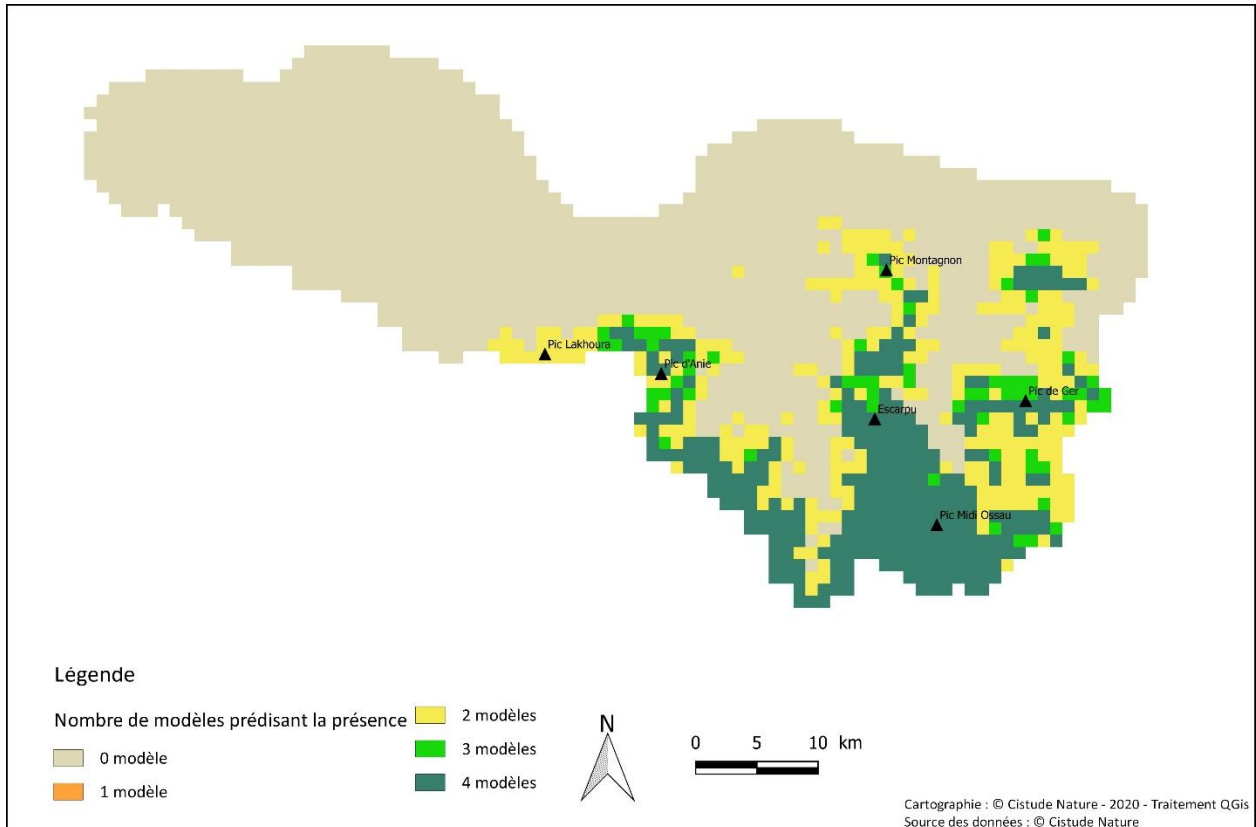 Pic Montagnon
Pic Lakhoura
Pic d'Anie
Pic de Ger
Escarpu
Pic Midi Ossau
Légende
Nombre de modèles prédisant la présence
0 modèle
1 modèle
2 modèles
3 modèles
4 modèles
N
0 5 10 km
Cartographie : © Cistude Nature - 2020 - Traitement QGis
Source des données : © Cistude Nature